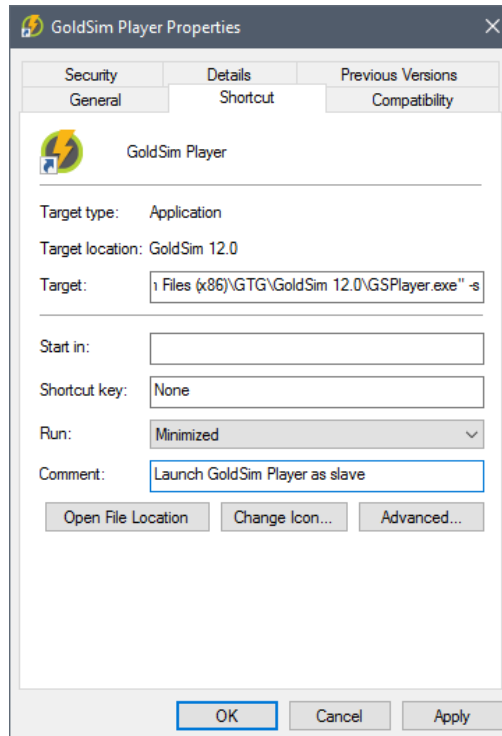 GoldSim Player Properties
Security Details Previous Versions
General Shortcut Compatibility
GoldSim Player
Target type: Application
Target location: GoldSim 12.0
Target: ı Files (x86)\GTG\GoldSim 12.0\GSPlayer.exe" -s
Start in:
Shortcut key: None
Run: Minimized
Comment: Launch GoldSim Player as slave
Open File Location Change Icon... Advanced...
OK Cancel Apply